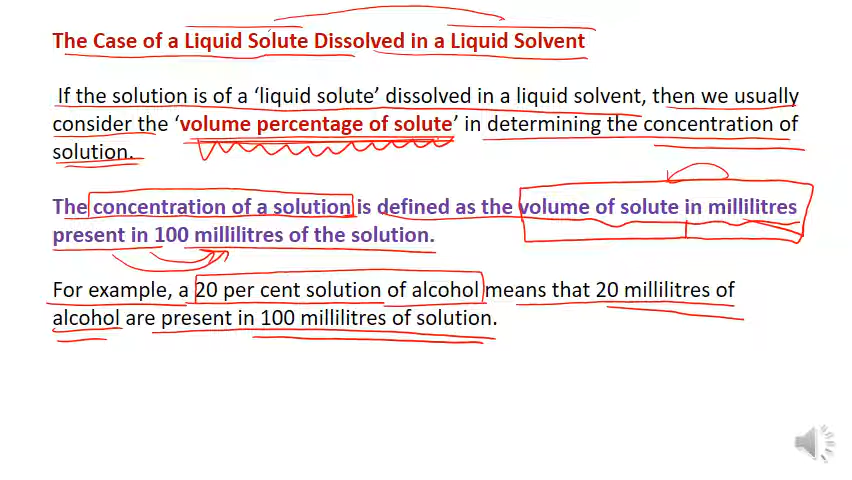 The Case of a Liquid Solute Dissolved in a Liquid Solvent
If the solution is of a ‘liquid solute’ dissolved in a liquid solvent, then we usually
consider the ‘volume percentage of solute’ in determining the concentration of
solution.
The concentration of a solution is defined as the volume of solute in millilitres
present in 100 millilitres of the solution.
For example, a 20 per cent solution of alcohol means that 20 millilitres of
alcohol are present in 100 millilitres of solution.